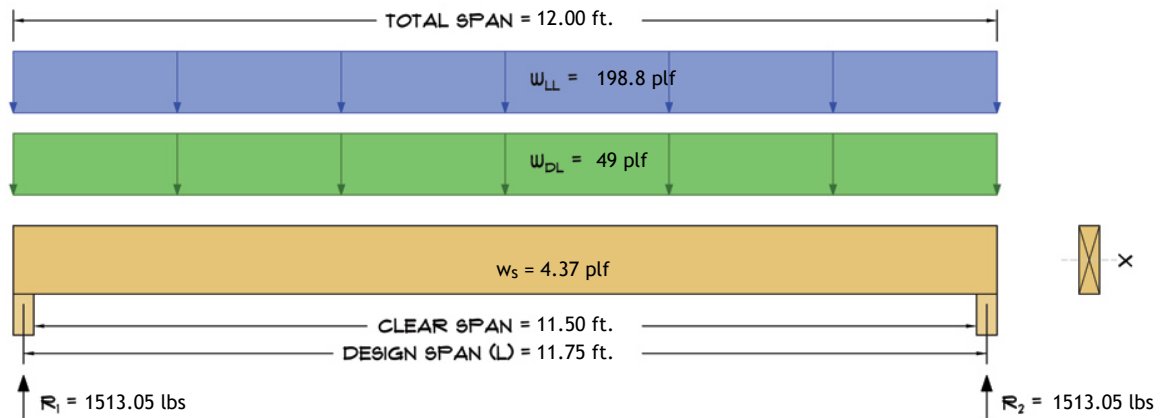 TOTAL SPAN = 12.00 ft.
wLL = 198.8 plf
wDL = 49 plf
ws = 4.37 plf
X
CLEAR SPAN = 11.50 ft.
DESIGN SPAN (L) = 11.75 ft.
R1 = 1513.05 lbs
R2 = 1513.05 lbs